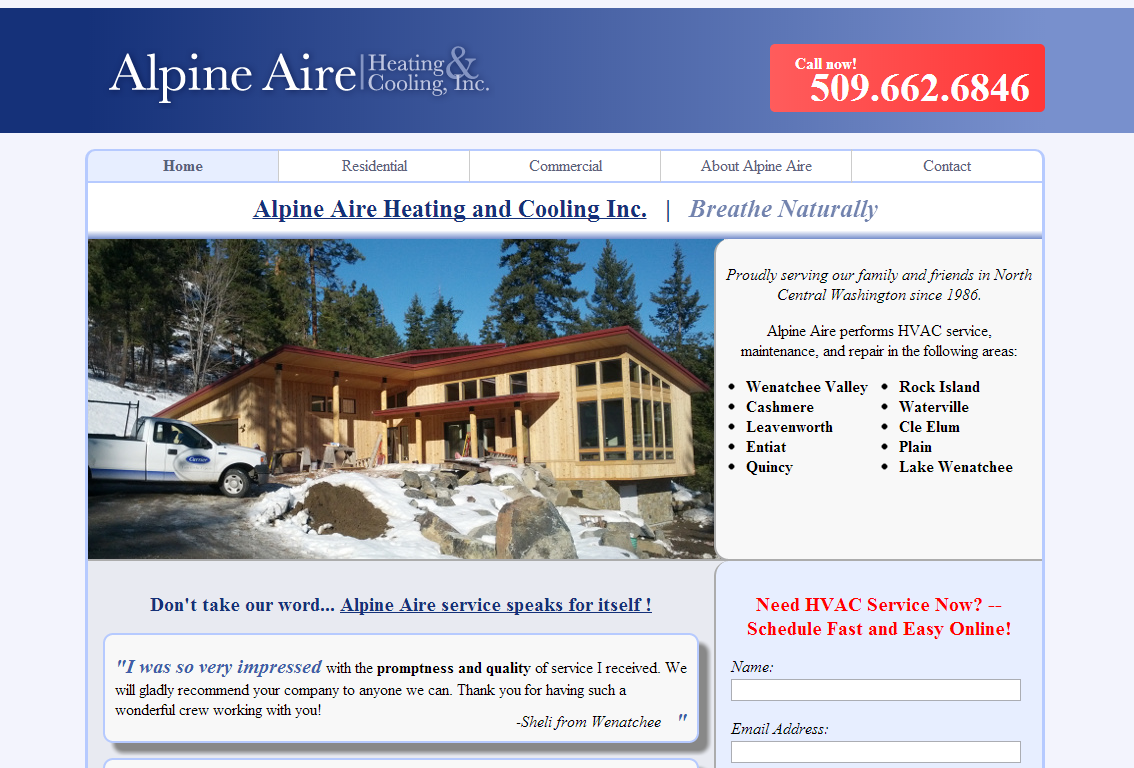 Alpine Aire | Heating & Cooling, Inc.
Call now!
509.662.6846
Home
Residential
Commercial
About Alpine Aire
Contact
Alpine Aire Heating and Cooling Inc. | Breathe Naturally
Proudly serving our family and friends in North
Central Washington since 1986.
Alpine Aire performs HVAC service,
maintenance, and repair in the following areas:
• Wenatchee Valley
• Cashmere
• Leavenworth
• Entiat
• Quincy
• Rock Island
• Waterville
• Cle Elum
• Plain
• Lake Wenatchee
Carrier
Don't take our word... Alpine Aire service speaks for itself !
"I was so very impressed with the promptness and quality of service I received. We
will gladly recommend your company to anyone we can. Thank you for having such a
wonderful crew working with you!
-Sheli from Wenatchee "
Need HVAC Service Now? --
Schedule Fast and Easy Online!
Name:
Email Address: